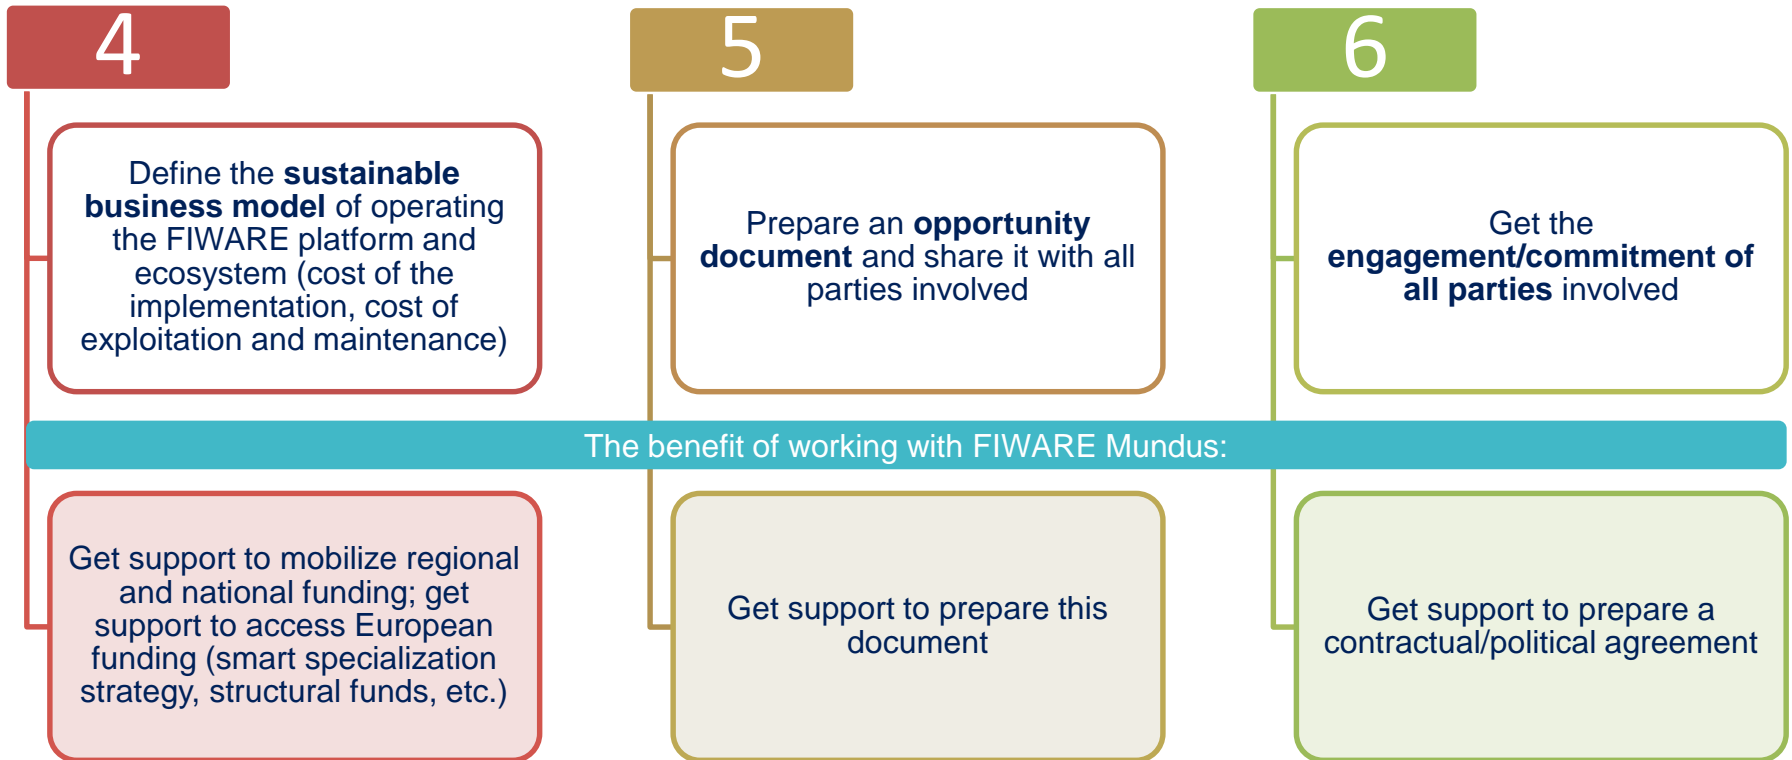 4
Define the sustainable
business model of operating
the FIWARE platform and
ecosystem (cost of the
implementation, cost of
exploitation and maintenance)
5
Prepare an opportunity
document and share it with all
parties involved
6
Get the
engagement/commitment of
all parties involved
The benefit of working with FIWARE Mundus:
Get support to mobilize regional
and national funding; get
support to access European
funding (smart specialization
strategy, structural funds, etc.)
Get support to prepare this
document
Get support to prepare a
contractual/political agreement